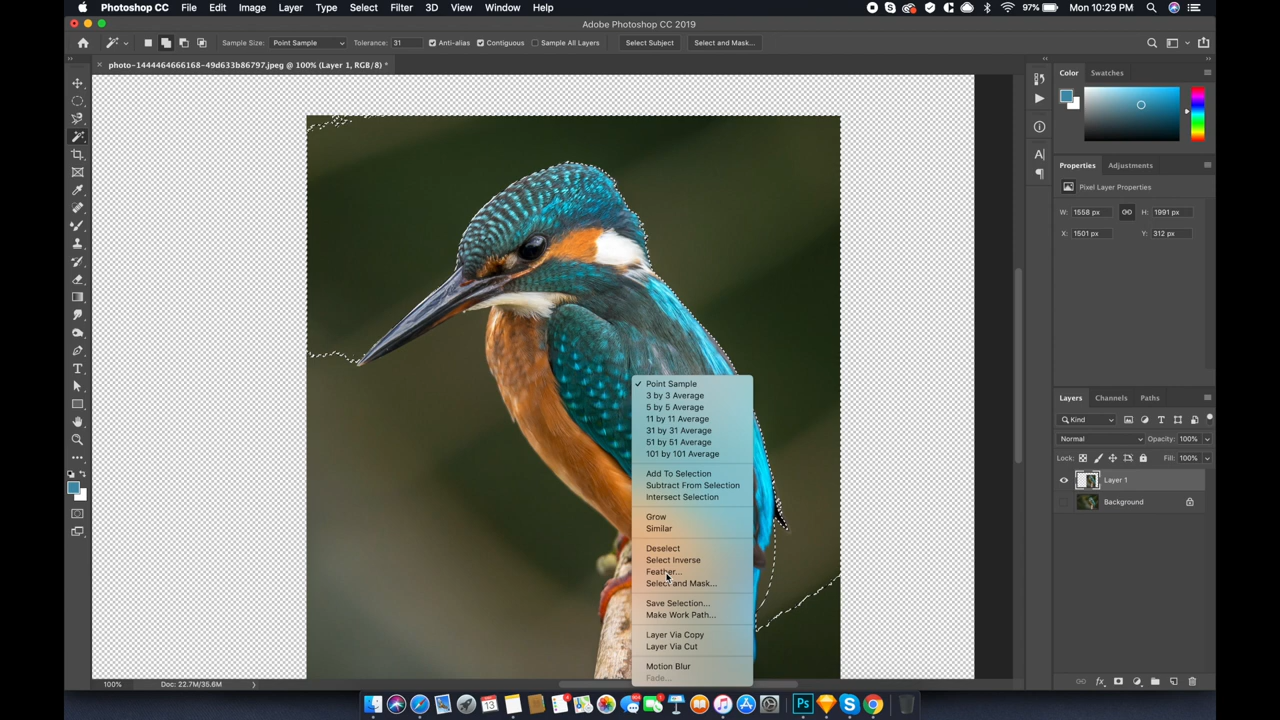 Photoshop CC File Edit Image Layer Type Select Filter 3D View Window Help 97% Mon 10:29 PM
Adobe Photoshop CC 2019
Sample Size: Point Sample Tolerance: 31 Anti-alias Contiguous Sample All Layers Select Subject Select and Mask...
photo-1444464666168-49d633b86797.jpeg @ 100% (Layer 1, RGB/8) *
Color Swatches
Properties Adjustments
Pixel Layer Properties
W: 1558 px H: 1991 px
X: 1501 px Y: 312 px
Point Sample
3 by 3 Average
5 by 5 Average
11 by 11 Average
31 by 31 Average
51 by 51 Average
101 by 101 Average
Add To Selection
Subtract From Selection
Intersect Selection
Grow
Similar
Deselect
Select Inverse
Feather...
Select and Mask...
Save Selection...
Make Work Path...
Layer Via Copy
Layer Via Cut
Motion Blur
Fade...
Layers Channels Paths
Kind
Normal Opacity: 100%
Lock: Fill: 100%
Layer 1
Background
100% Doc: 22.7M/35.6M